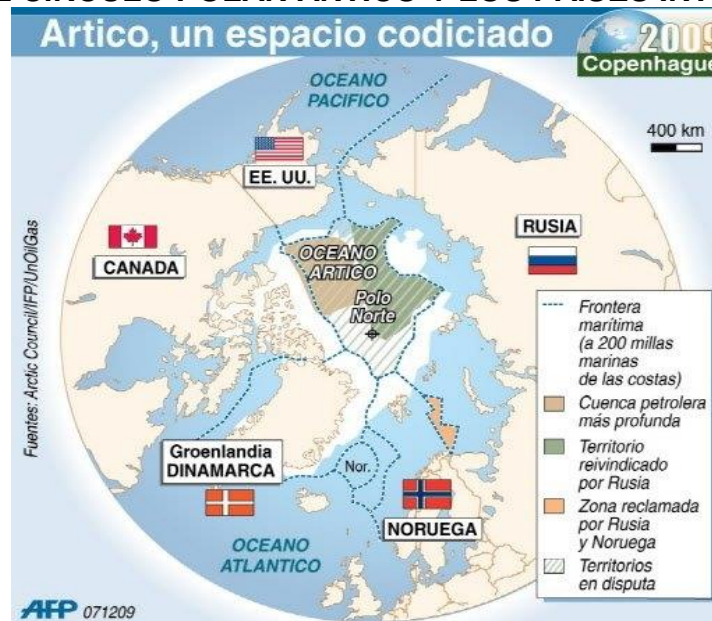 Artico, un espacio codiciado
2009
Copenhague
OCEANO
PACIFICO
400 km
EE. UU.
RUSIA
CANADA
OCEANO
ARTICO
Polo
Norte
Frontera
marítima
(a 200 millas
marinas
de las costas)
Cuenca petrolera
más profunda
Territorio
reivindicado
por Rusia
Zona reclamada
por Rusia
y Noruega
Territorios
en disputa
Groenlandia
DINAMARCA
Nor.
NORUEGA
OCEANO
ATLANTICO
Fuentes: Arctic Council/IFP/UnOilGas
AFP 071209